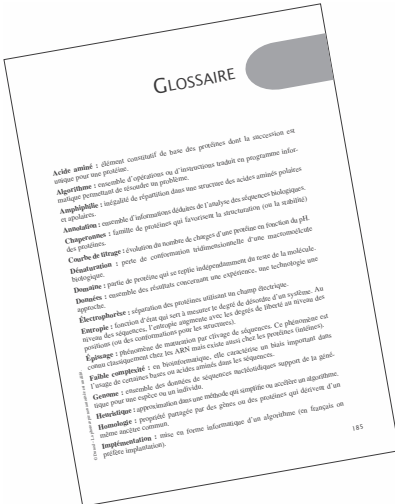 GLOSSAIRE
Acide aminé : élément constitutif de base des protéines dont la succession est
unique pour une protéine.
Algorithme : ensemble d'opérations ou d'instructions traduit en programme infor-
matique permettant de résoudre un problème.
Amphiphilie : inégalité de répartition dans une structure des acides aminés polaires
et apolaires.
Annotation : ensemble d'informations déduites de l'analyse des séquences biologiques.
Chaperonnes : famille de protéines qui favorisent la structuration (ou la stabilité)
des protéines.
Courbe de titrage : évolution du nombre de charges d'une protéine en fonction du pH.
Dénaturation : perte de conformation tridimensionnelle d'une macromolécule
biologique.
Domaine : partie de protéine qui se replie indépendamment du reste de la molécule.
Données : ensemble des résultats concernant une expérience, une technologie une
approche.
Électrophorèse : séparation des protéines utilisant un champ électrique.
Entropie : fonction d'état qui sert à mesurer le degré de désordre d'un système. Au
niveau des séquences, l'entropie augmente avec les degrés de liberté au niveau des
positions (ou des conformations pour les structures).
Épissage : phénomène de maturation par clivage de séquences. Ce phénomène est
connu classiquement chez les ARN mais existe aussi chez les protéines (intéines).
Faible complexité : en bioinformatique, elle caractérise un biais important dans
l'usage de certaines bases ou acides aminés dans les séquences.
Genome : ensemble des données de séquences nucléotidiques support de la géné-
tique pour une espèce ou un individu.
Heuristique : approximation dans une méthode qui simplifie ou accélère un algorithme.
Homologie : propriété partagée par des gènes ou des protéines qui dérivent d'un
même ancêtre commun.
Implémentation : mise en forme informatique d'un algorithme (en français on
préfère implantation).
185